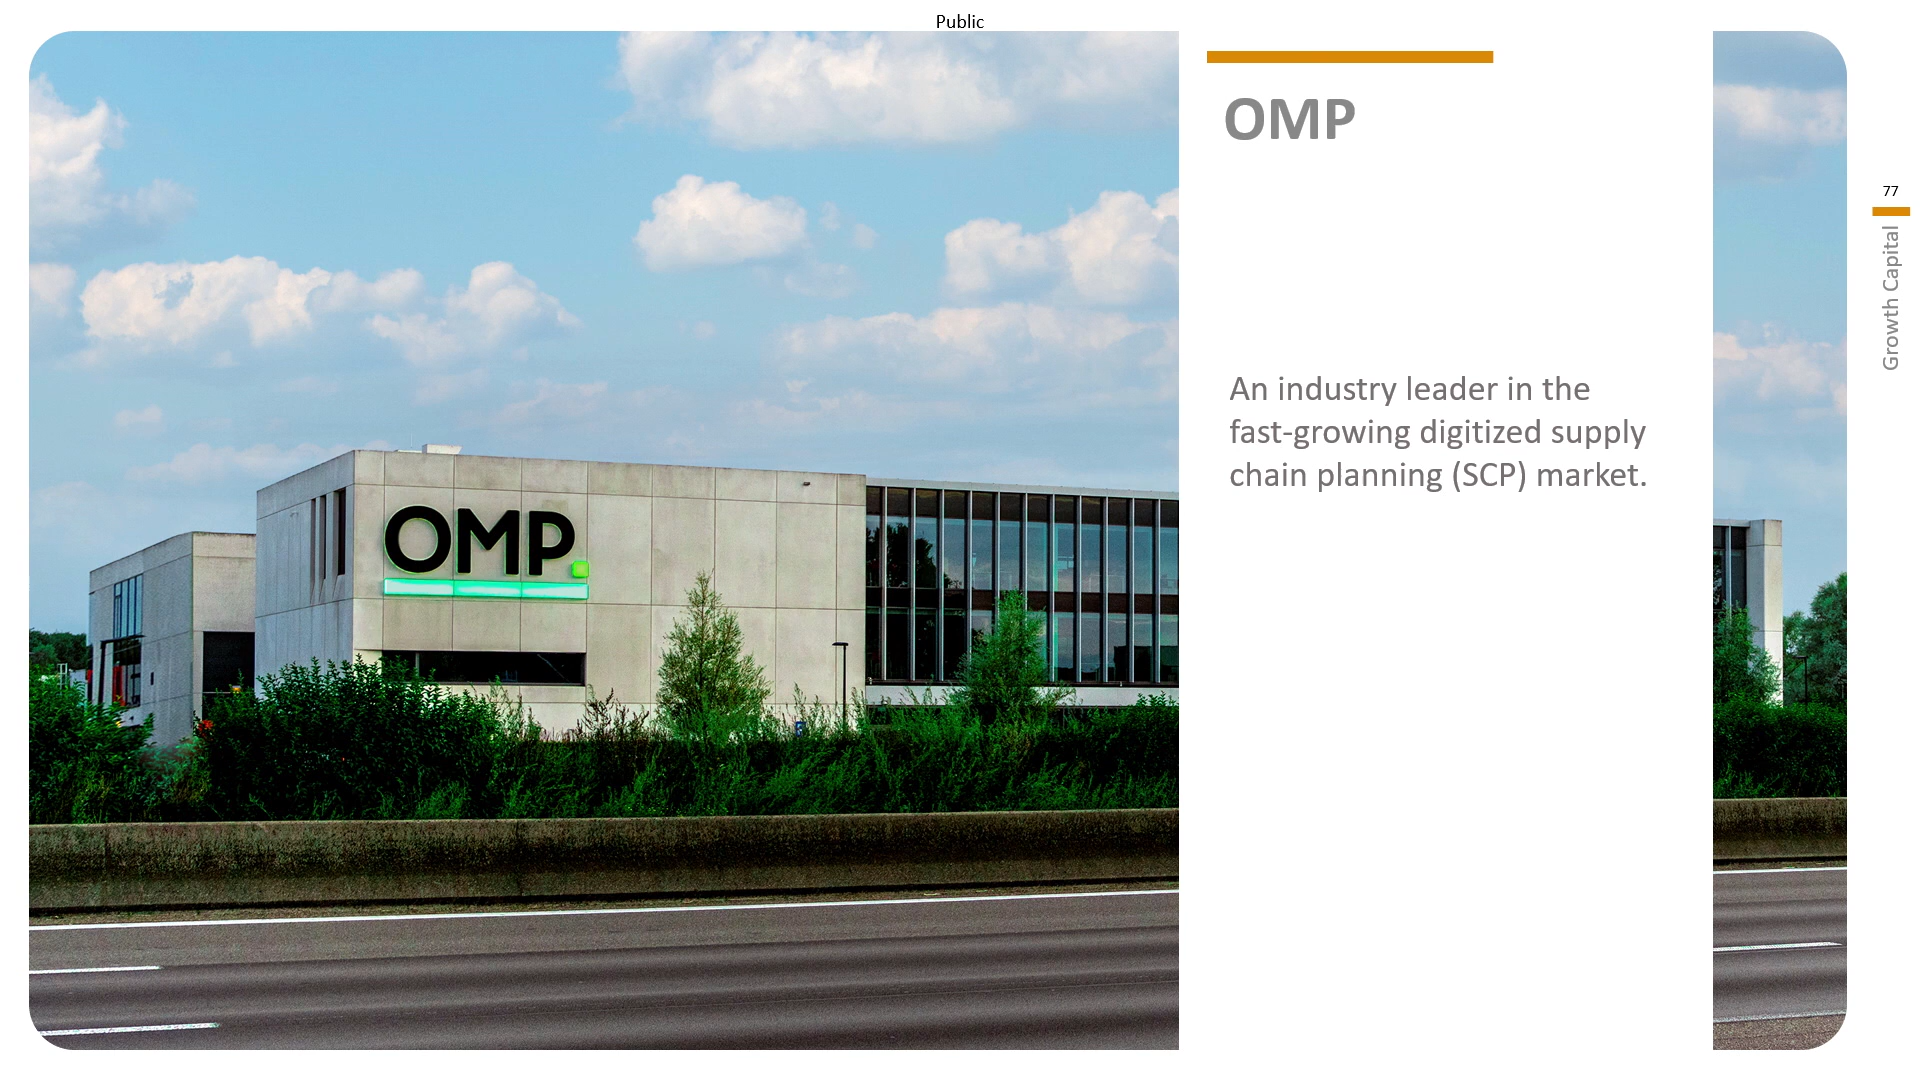 Public
OMP
An industry leader in the
fast-growing digitized supply
chain planning (SCP) market.
OMP.
77
Growth Capital